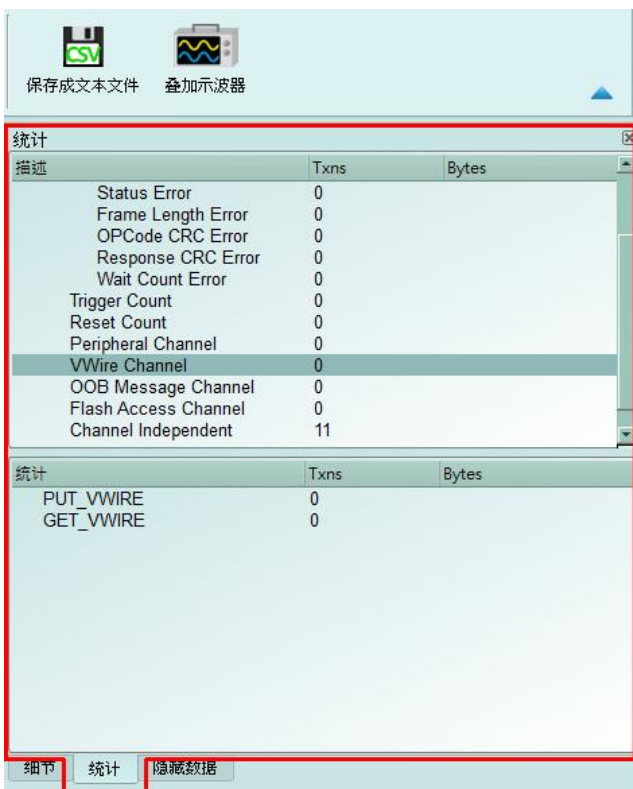 CSV
保存成文本文件 叠加示波器
统计
描述 Txns Bytes
Status Error 0
Frame Length Error 0
OPCode CRC Error 0
Response CRC Error 0
Wait Count Error 0
Trigger Count 0
Reset Count 0
Peripheral Channel 0
VWire Channel 0
OOB Message Channel 0
Flash Access Channel 0
Channel Independent 11
统计 Txns Bytes
PUT_VWIRE 0
GET_VWIRE 0
细节 统计 隐藏数据